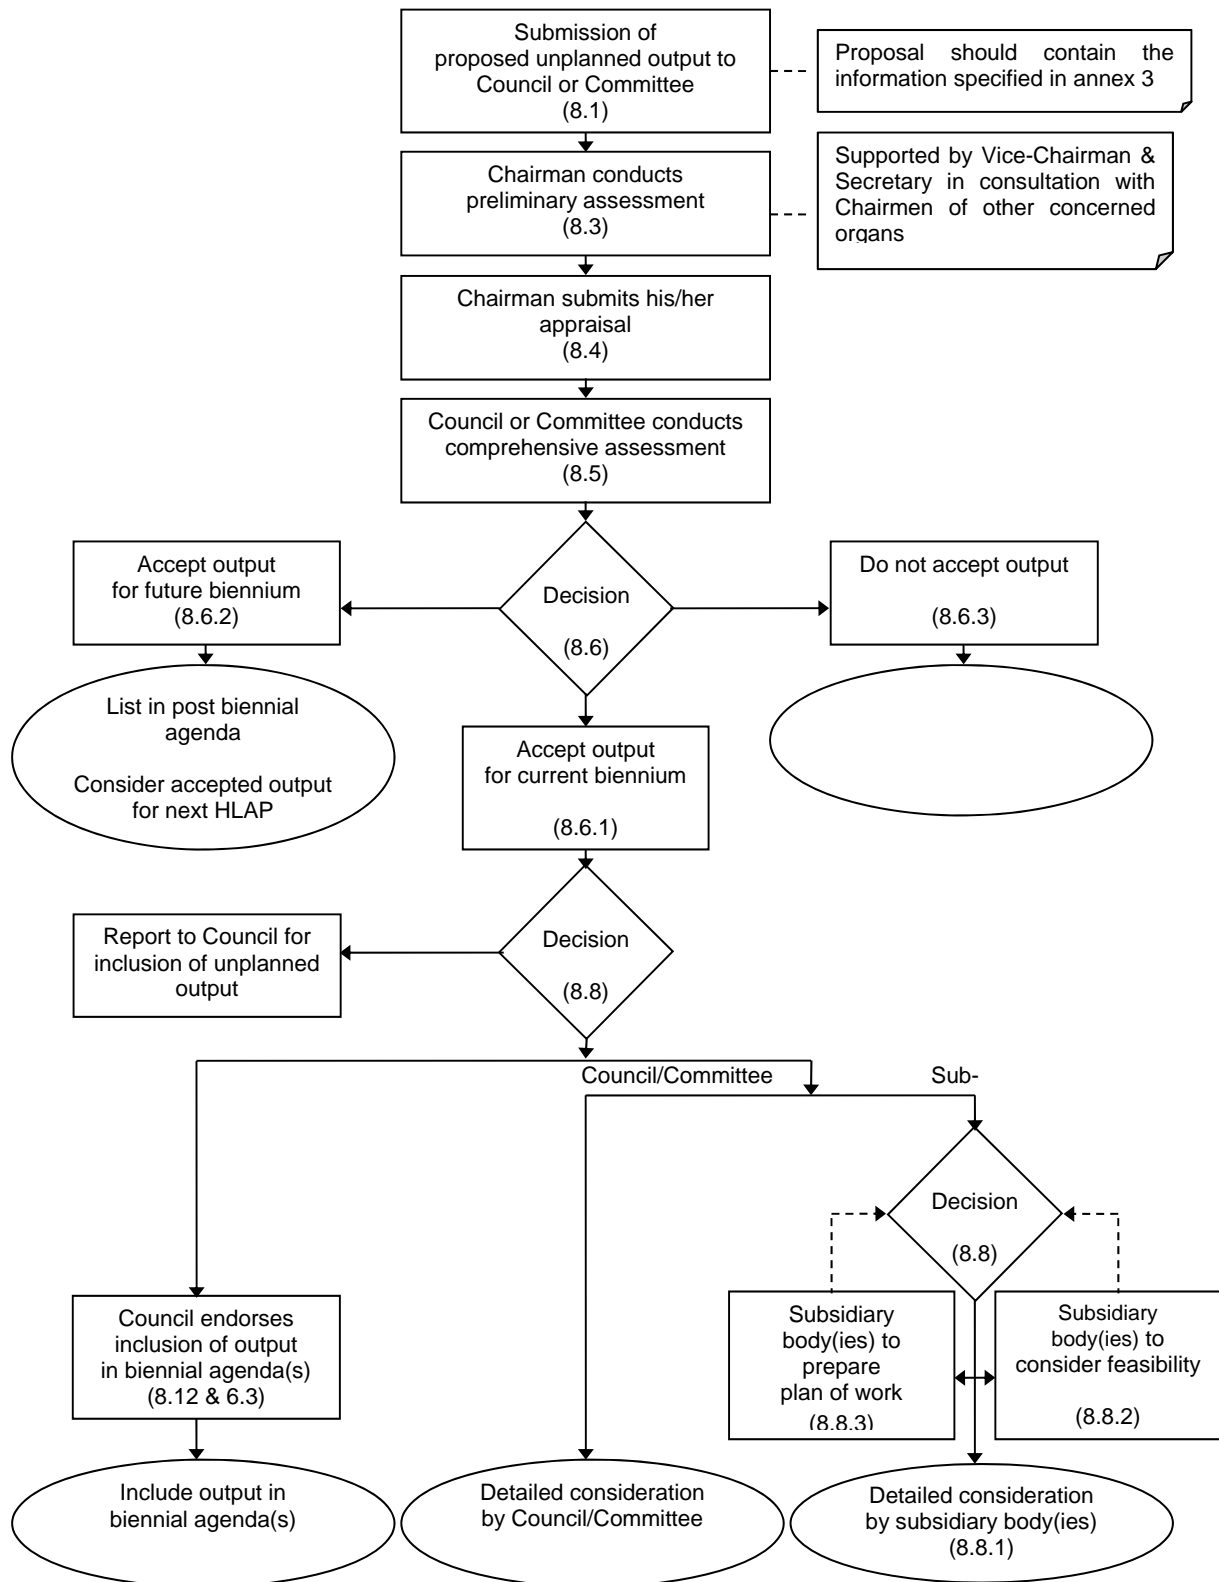 Submission of
proposed unplanned output to
Council or Committee
(8.1)
Proposal should contain the
information specified in annex 3
Chairman conducts
preliminary assessment
(8.3)
Supported by Vice-Chairman &
Secretary in consultation with
Chairmen of other concerned
organs
Chairman submits his/her
appraisal
(8.4)
Council or Committee conducts
comprehensive assessment
(8.5)
Accept output
for future biennium
(8.6.2)
Decision
(8.6)
Do not accept output
(8.6.3)
List in post biennial
agenda
Consider accepted output
for next HLAP
Accept output
for current biennium
(8.6.1)
Report to Council for
inclusion of unplanned
output
Decision
(8.8)
Council/Committee
Sub-
Decision
(8.8)
Council endorses
inclusion of output
in biennial agenda(s)
(8.12 & 6.3)
Subsidiary
body(ies) to
prepare
plan of work
(8.8.3)
Subsidiary
body(ies) to
consider feasibility
(8.8.2)
Include output in
biennial agenda(s)
Detailed consideration
by Council/Committee
Detailed consideration
by subsidiary body(ies)
(8.8.1)